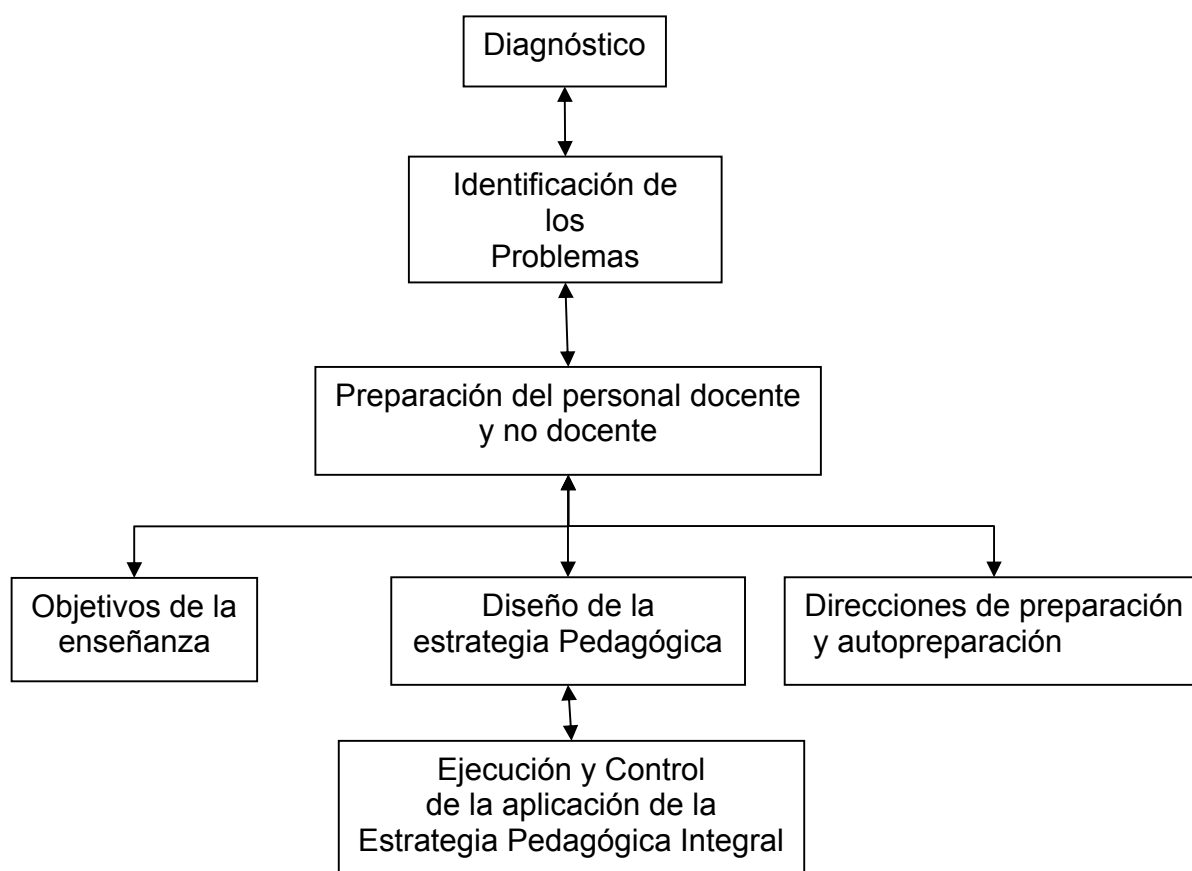 Diagnóstico
Identificación de
los
Problemas
Preparación del personal docente
y no docente
Objetivos de la
enseñanza
Diseño de la
estrategia Pedagógica
Direcciones de preparación
y autopreparación
Ejecución y Control
de la aplicación de la
Estrategia Pedagógica Integral